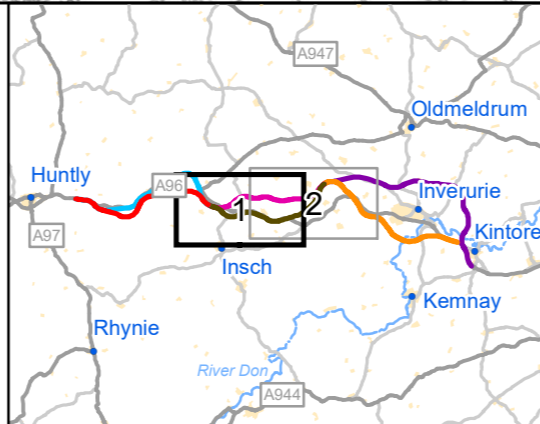 A947
Oldmeldrum
Huntly
A96
Inverurie
1
2
A97
Kintore
Insch
Kemnay
Rhynie
River Don
A944